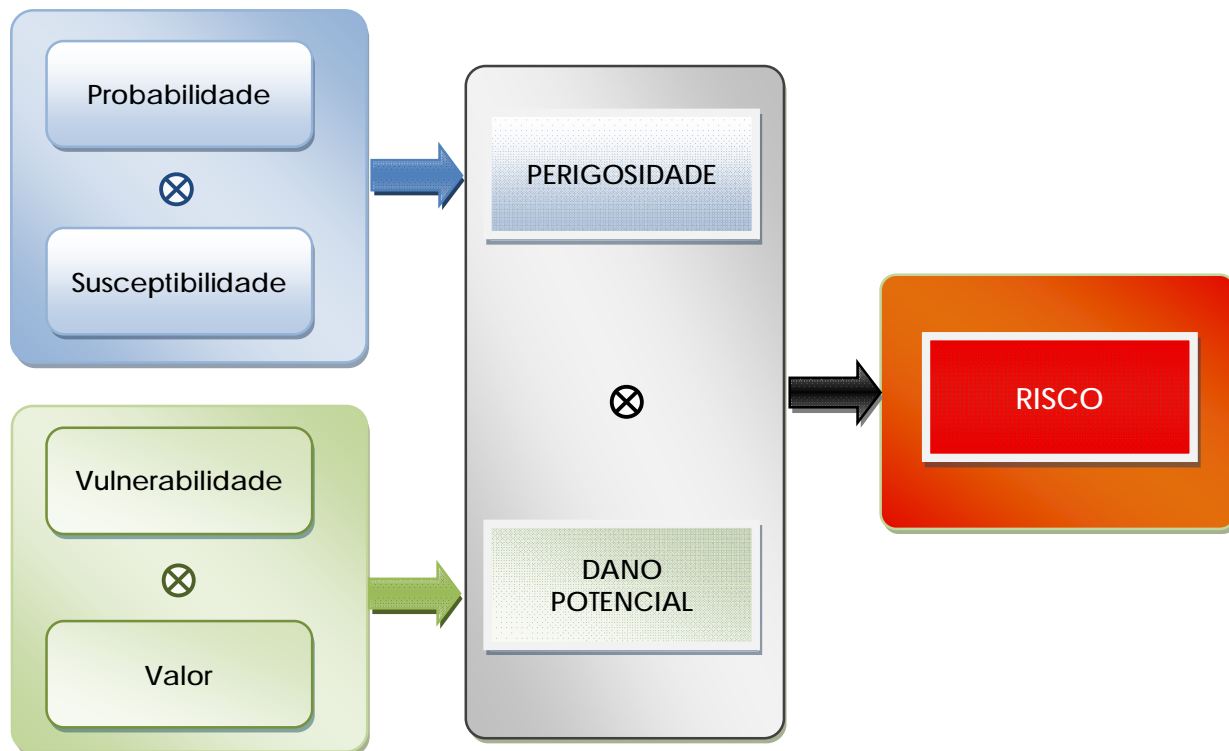 Probabilidade
Susceptibilidade
Vulnerabilidade
Valor
PERIGOSIDADE
DANO
POTENCIAL
RISCO